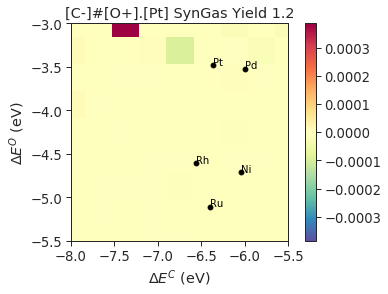 [C-]#[O+].[Pt] SynGas Yield 1.2
−3.0
−3.5
−4.0
−4.5
−5.0
−5.5
ΔE^O (eV)
Pt
Pd
Rh
Ni
Ru
−8.0 −7.5 −7.0 −6.5 −6.0 −5.5
ΔE^C (eV)
0.0003
0.0002
0.0001
0.0000
−0.0001
−0.0002
−0.0003